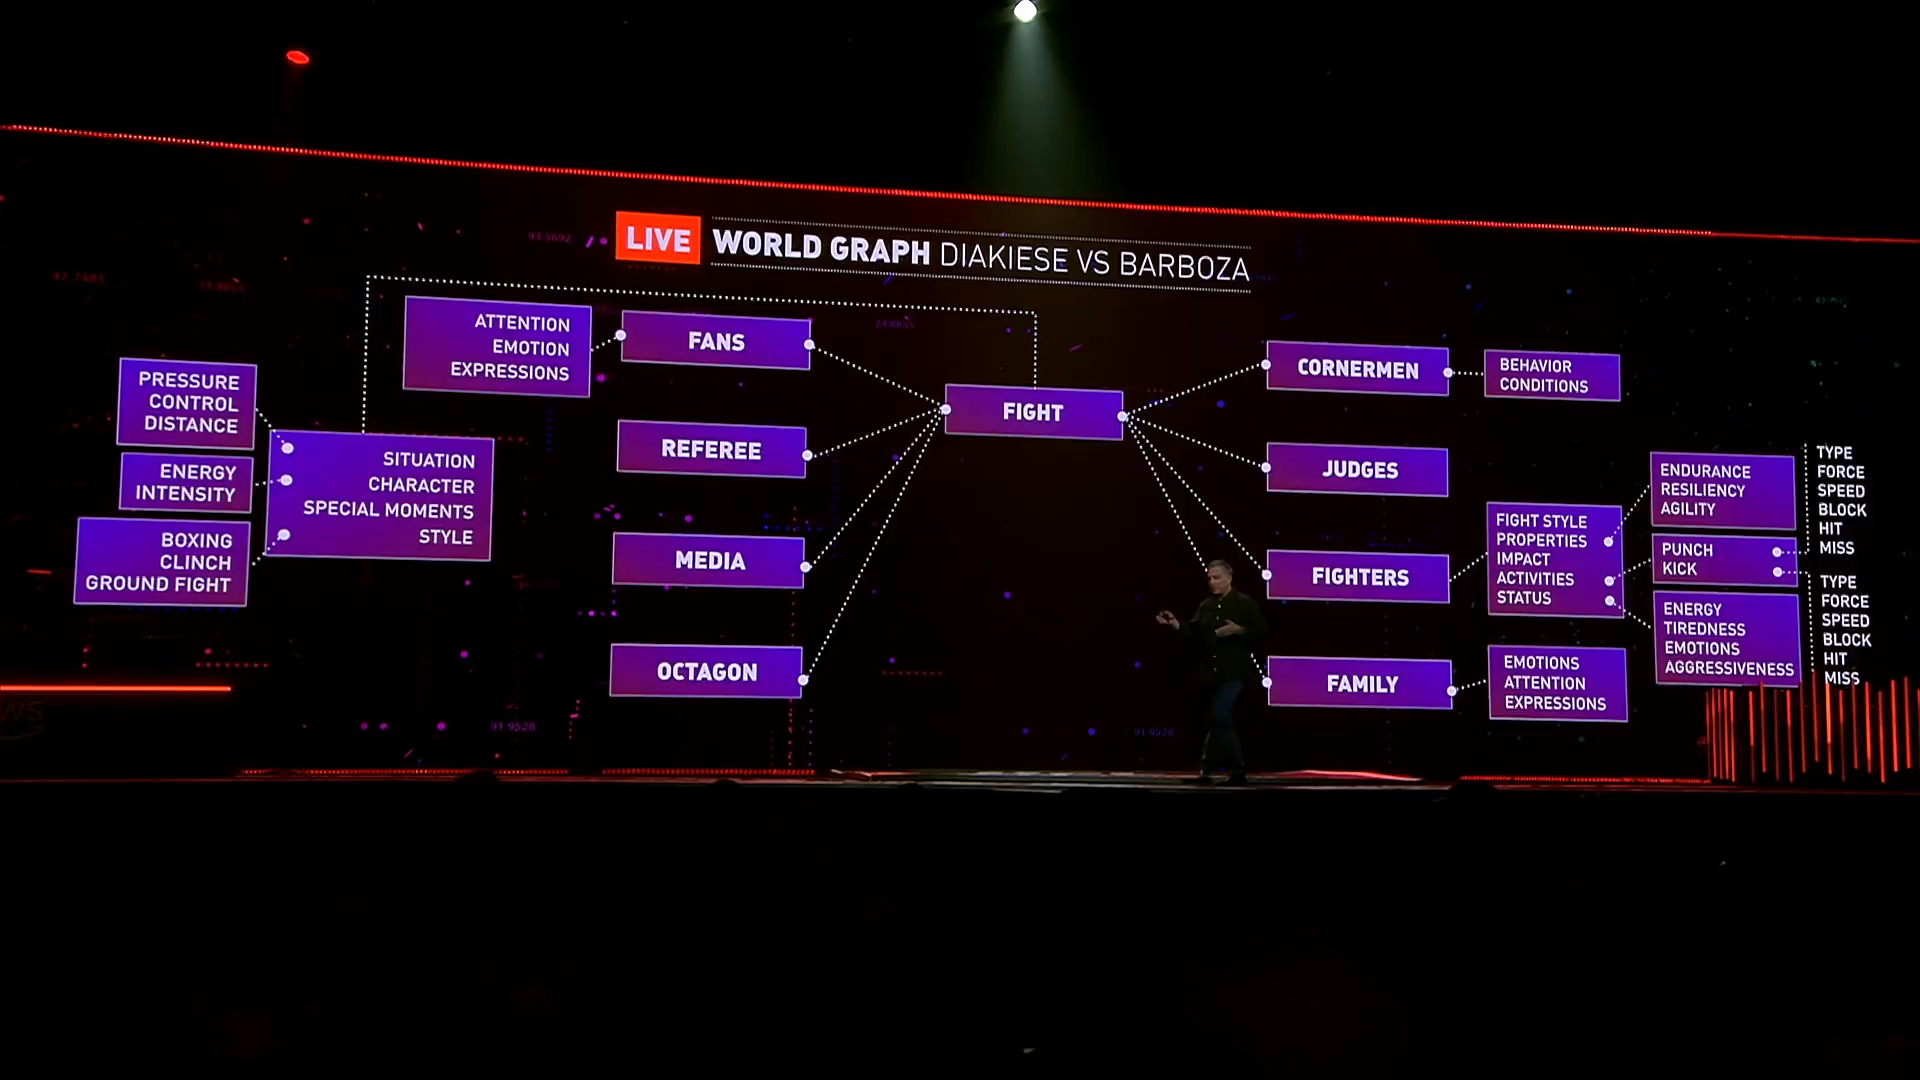 LIVE WORLD GRAPH DIAKIESE VS BARBOZA
ATTENTION
EMOTION
EXPRESSIONS
FANS
PRESSURE
CONTROL
DISTANCE
ENERGY
INTENSITY
BOXING
CLINCH
GROUND FIGHT
SITUATION
CHARACTER
SPECIAL MOMENTS
STYLE
REFEREE
MEDIA
OCTAGON
FIGHT
CORNERMEN
BEHAVIOR
CONDITIONS
JUDGES
FIGHTERS
FIGHT STYLE
PROPERTIES
IMPACT
ACTIVITIES
STATUS
ENDURANCE
RESILIENCY
AGILITY
PUNCH
KICK
ENERGY
TIREDNESS
EMOTIONS
AGGRESSIVENESS
TYPE
FORCE
SPEED
BLOCK
HIT
MISS
TYPE
FORCE
SPEED
BLOCK
HIT
MISS
FAMILY
EMOTIONS
ATTENTION
EXPRESSIONS
91.9528